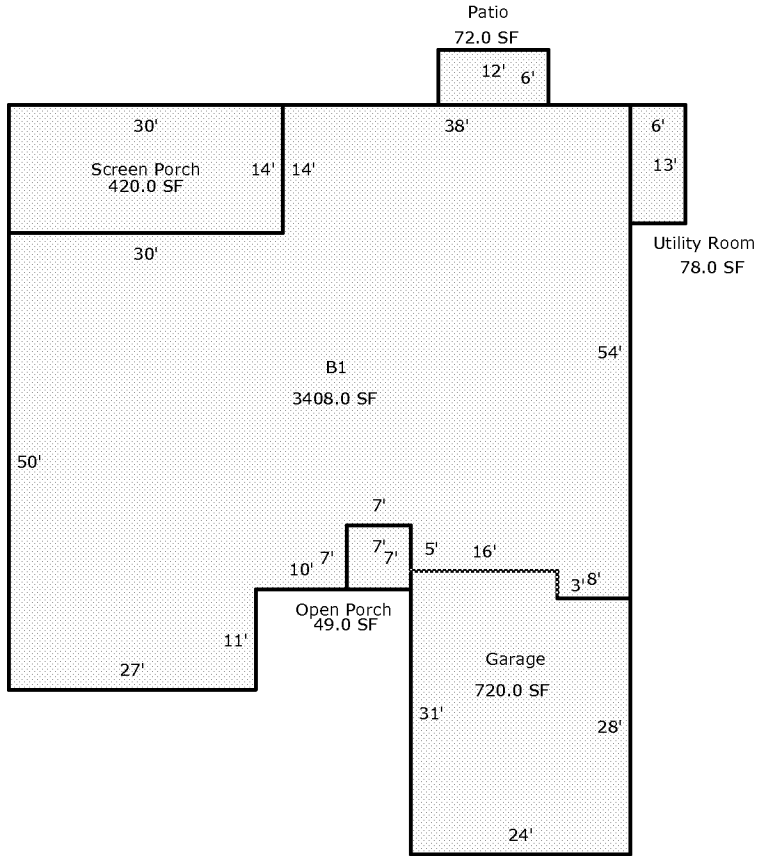 Patio
72.0 SF
12'
6'
30'
38'
6'
Screen Porch
420.0 SF
14'
14'
13'
30'
Utility Room
78.0 SF
54'
B1
3408.0 SF
50'
7'
7'
7'
7'
5'
16'
10'
3'
8'
Open Porch
49.0 SF
11'
27'
Garage
720.0 SF
31'
28'
24'